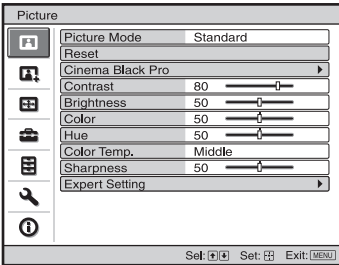 Picture
Picture Mode Standard
Reset
Cinema Black Pro
Contrast 80
Brightness 50
Color 50
Hue 50
Color Temp. Middle
Sharpness 50
Expert Setting
Sel: Set: Exit: MENU